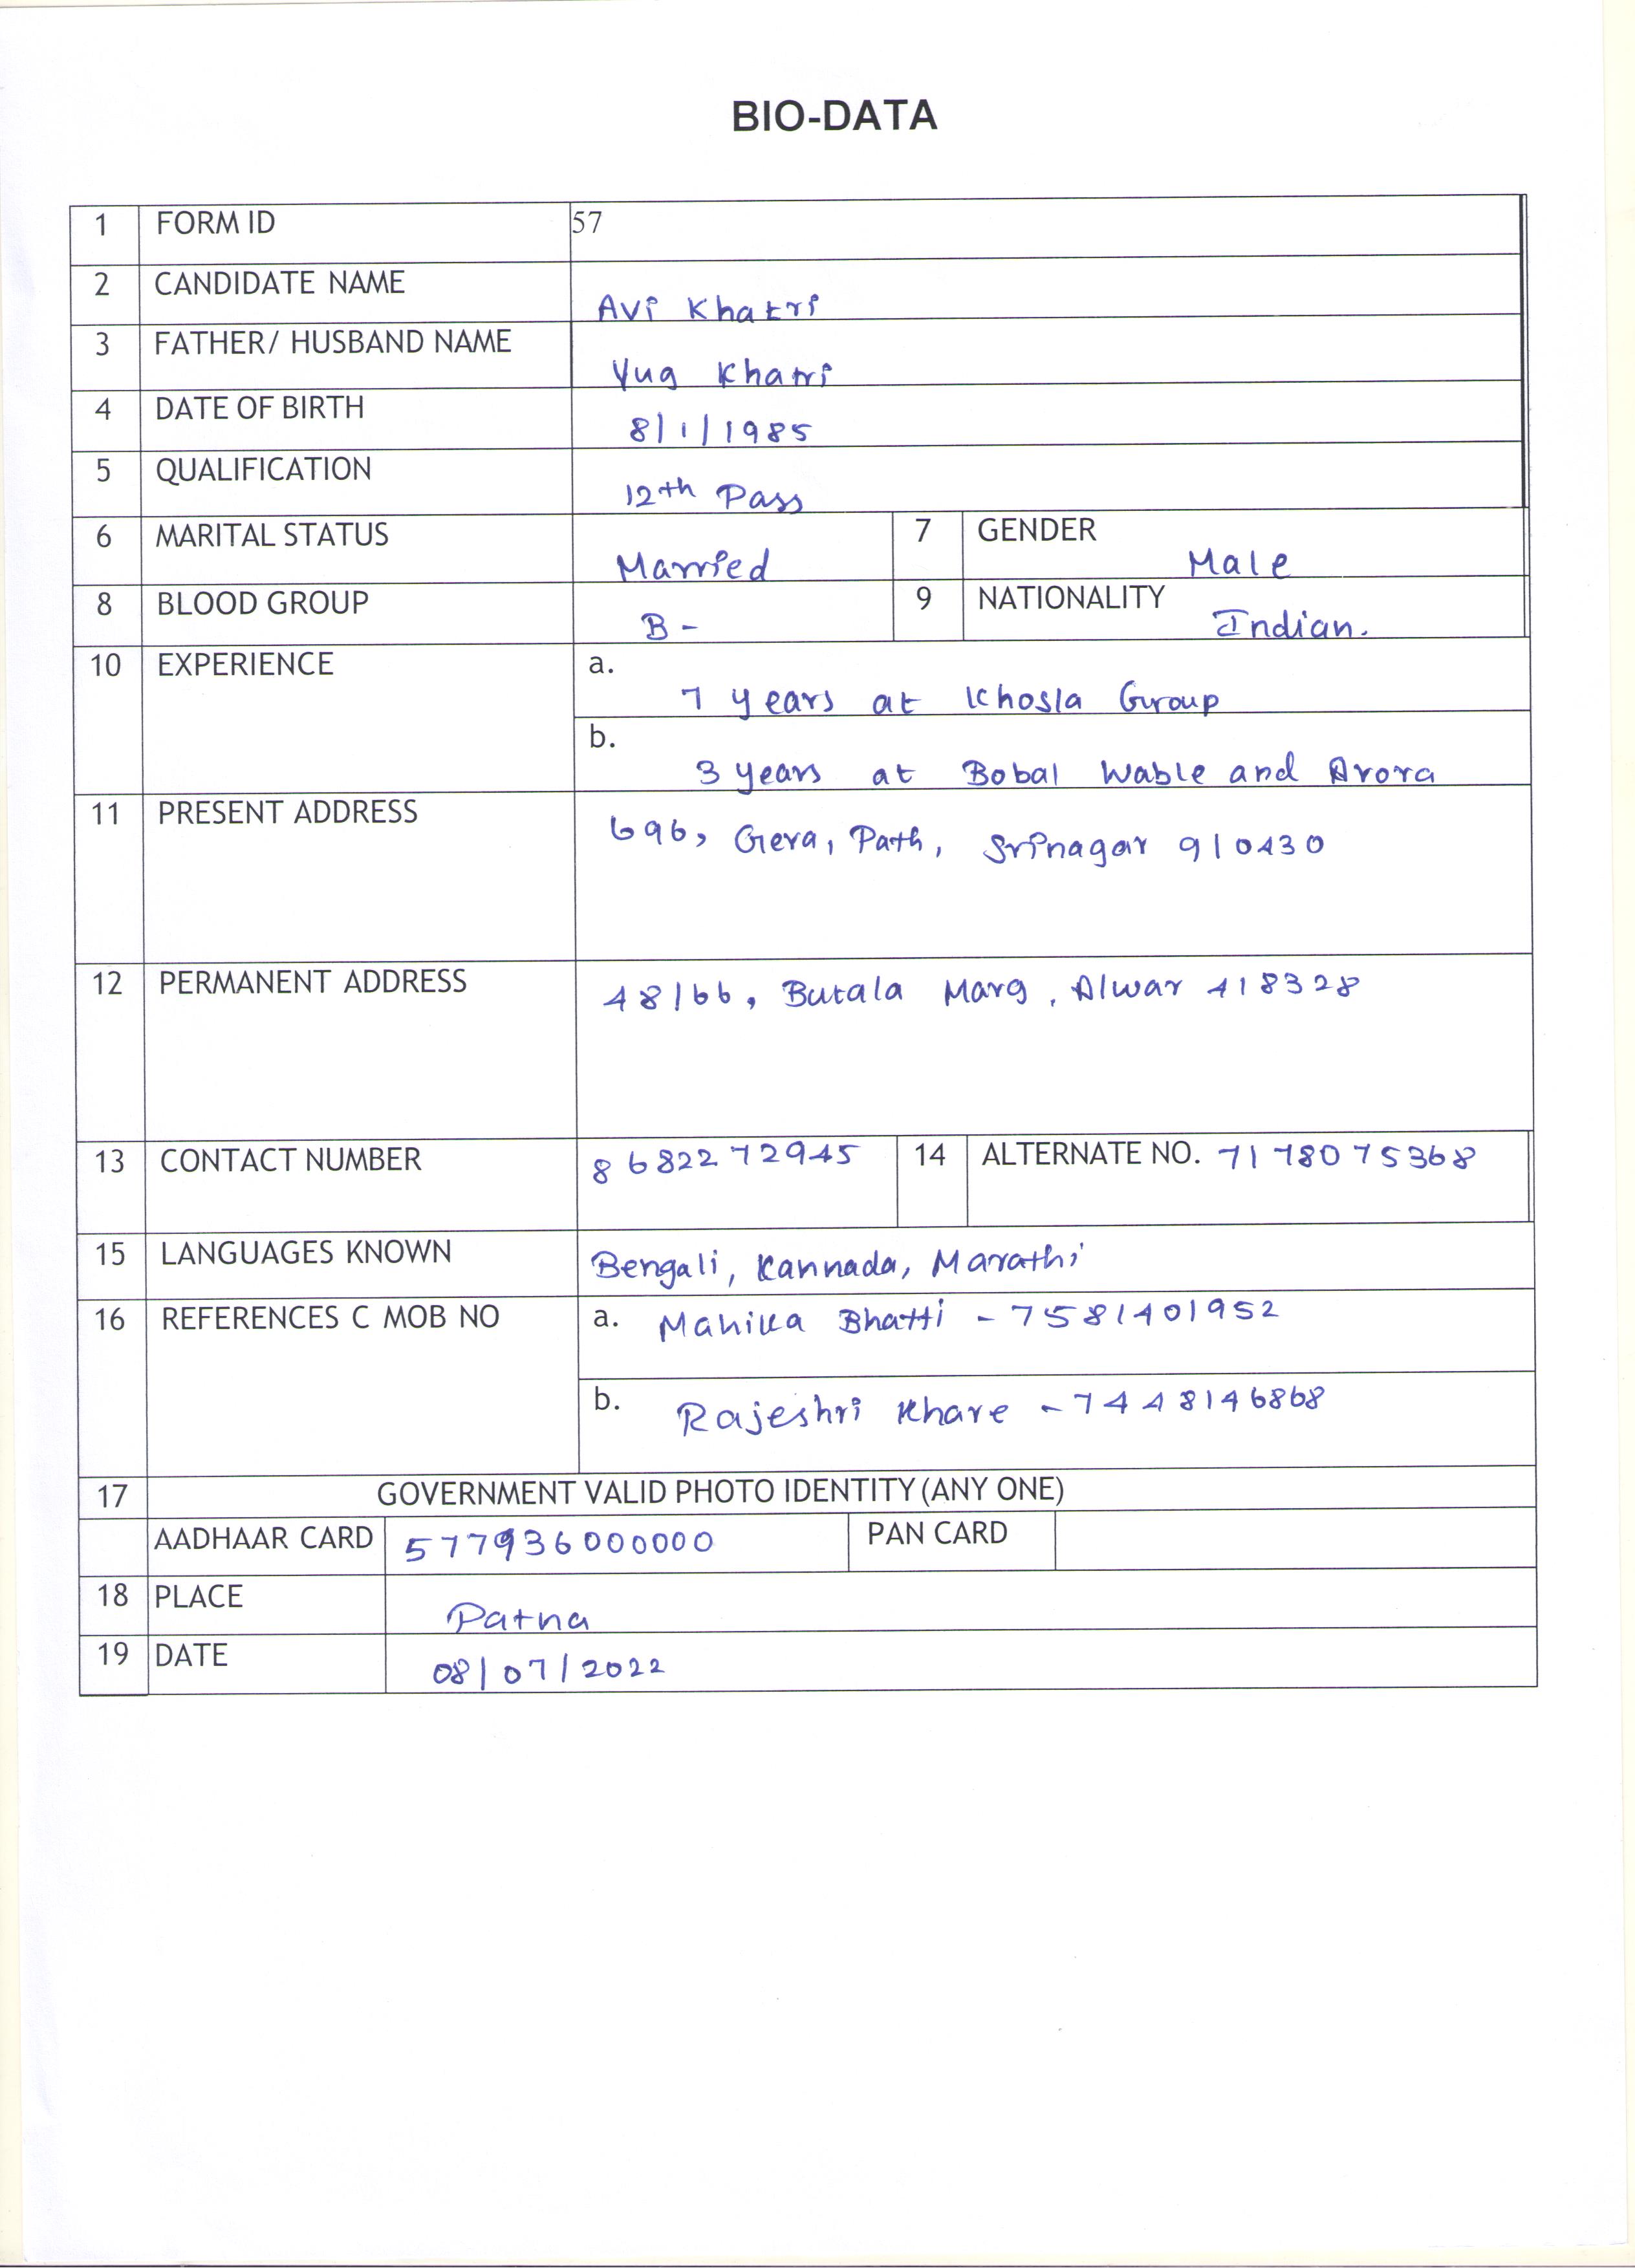 BIO-DATA
1 FORM ID 57
2 CANDIDATE NAME Avi Khatri
3 FATHER/ HUSBAND NAME Yug Khatri
4 DATE OF BIRTH 8/1/1985
5 QUALIFICATION 12th Pass
6 MARITAL STATUS Married 7 GENDER Male
8 BLOOD GROUP B- 9 NATIONALITY Indian.
10 EXPERIENCE a. 7 years at Khosla Group
b. 3 years at Bobal Wable and Arora
11 PRESENT ADDRESS 696, Gera, Path, Srinagar 910430
12 PERMANENT ADDRESS 48/66, Butala Marg, Alwar 418328
13 CONTACT NUMBER 8682272945 14 ALTERNATE NO. 7178075368
15 LANGUAGES KNOWN Bengali, Kannada, Marathi
16 REFERENCES C MOB NO a. Manikka Bhatti - 7581401952
b. Rajeshri Khare - 7448146868
17 GOVERNMENT VALID PHOTO IDENTITY (ANY ONE)
AADHAAR CARD 577936000000 PAN CARD
18 PLACE Patna
19 DATE 08/07/2022